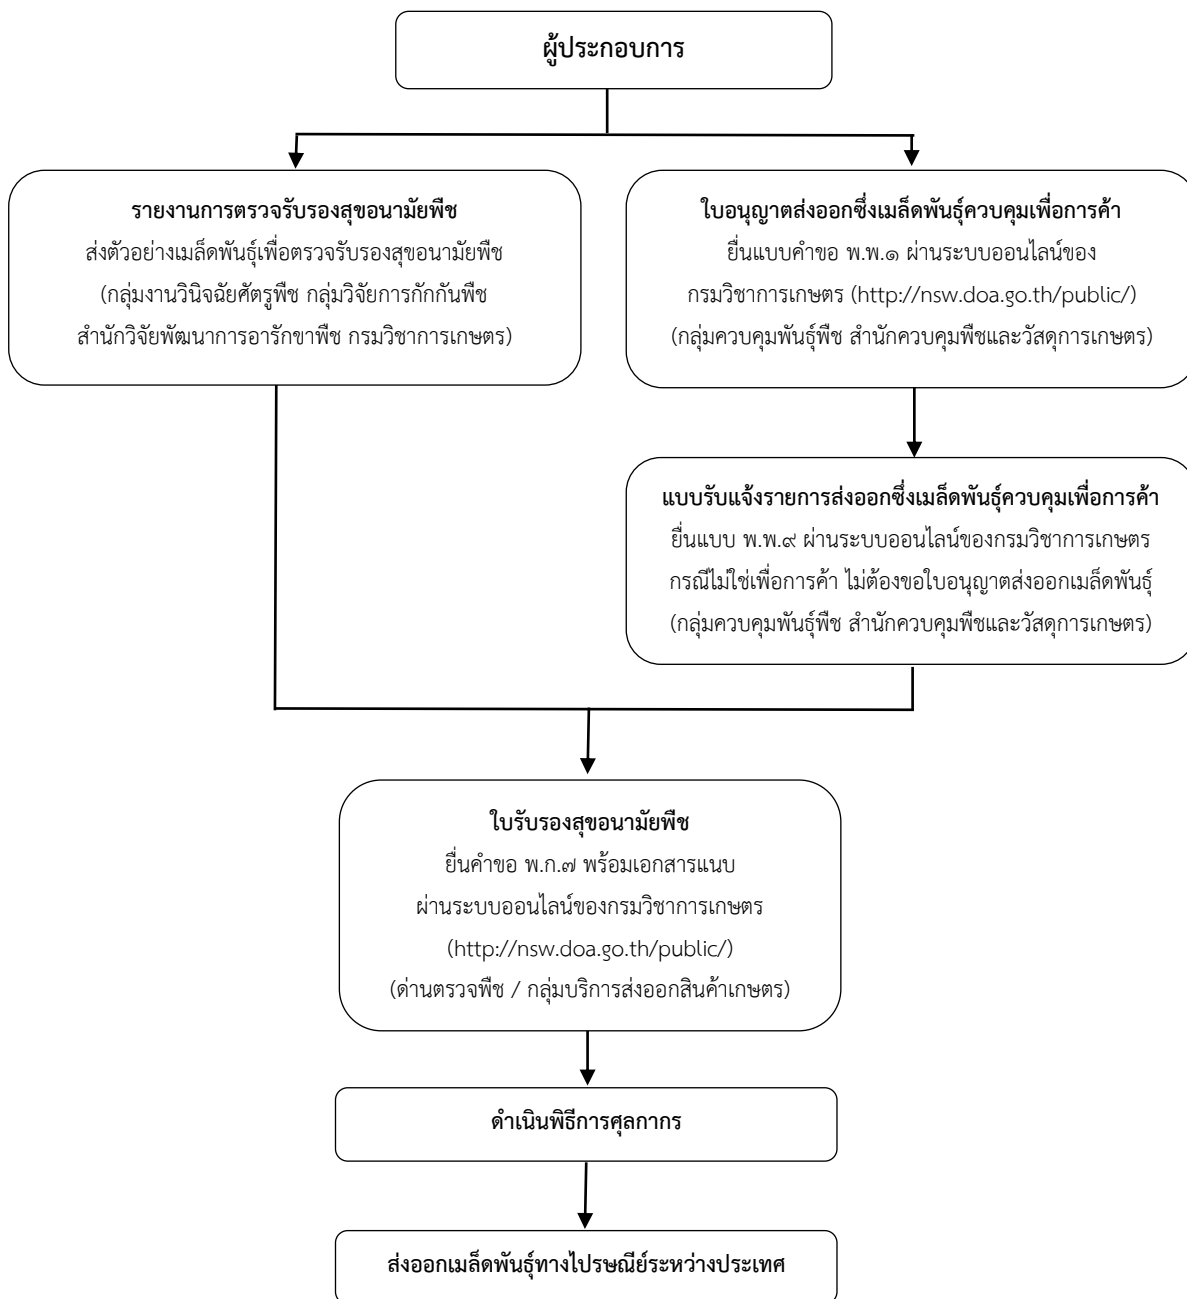 ผู้ประกอบการ
รายงานการตรวจรับรองสุขอนามัยพืช
ส่งตัวอย่างเมล็ดพันธุ์เพื่อตรวจรับรองสุขอนามัยพืช
(กลุ่มงานวินิจฉัยศัตรูพืช กลุ่มวิจัยการกักกันพืช
สำนักวิจัยพัฒนาการอารักขาพืช กรมวิชาการเกษตร)
ใบอนุญาตส่งออกซึ่งเมล็ดพันธุ์ควบคุมเพื่อการค้า
ยื่นแบบคำขอ พ.พ.๑ ผ่านระบบออนไลน์ของ
กรมวิชาการเกษตร (http://nsw.doa.go.th/public/)
(กลุ่มควบคุมพันธุ์พืช สำนักควบคุมพืชและวัสดุการเกษตร)
แบบรับแจ้งรายการส่งออกซึ่งเมล็ดพันธุ์ควบคุมเพื่อการค้า
ยื่นแบบ พ.พ.๙ ผ่านระบบออนไลน์ของกรมวิชาการเกษตร
กรณีไม่ใช่เพื่อการค้า ไม่ต้องขอใบอนุญาตส่งออกเมล็ดพันธุ์
(กลุ่มควบคุมพันธุ์พืช สำนักควบคุมพืชและวัสดุการเกษตร)
ใบรับรองสุขอนามัยพืช
ยื่นคำขอ พ.ก.๗ พร้อมเอกสารแนบ
ผ่านระบบออนไลน์ของกรมวิชาการเกษตร
(http://nsw.doa.go.th/public/)
(ด่านตรวจพืช / กลุ่มบริการส่งออกสินค้าเกษตร)
ดำเนินพิธีการศุลกากร
ส่งออกเมล็ดพันธุ์ทางไปรษณีย์ระหว่างประเทศ